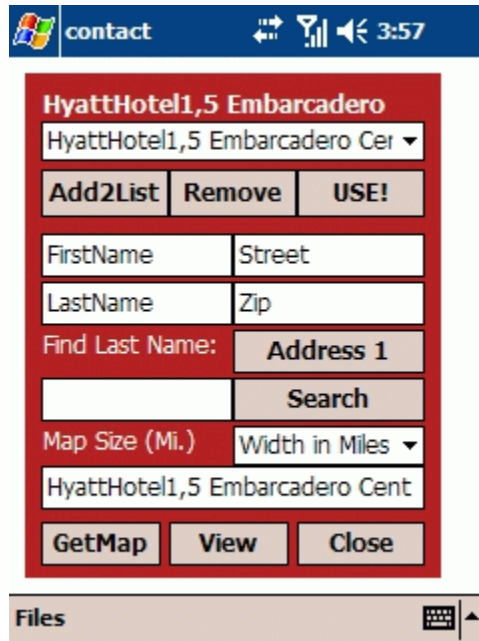 contact 3:57
HyattHotel1,5 Embarcadero
HyattHotel1,5 Embarcadero Cer
Add2List Remove USE!
FirstName Street
LastName Zip
Find Last Name: Address 1
Search
Map Size (Mi.) Width in Miles
HyattHotel1,5 Embarcadero Cent
GetMap View Close
Files